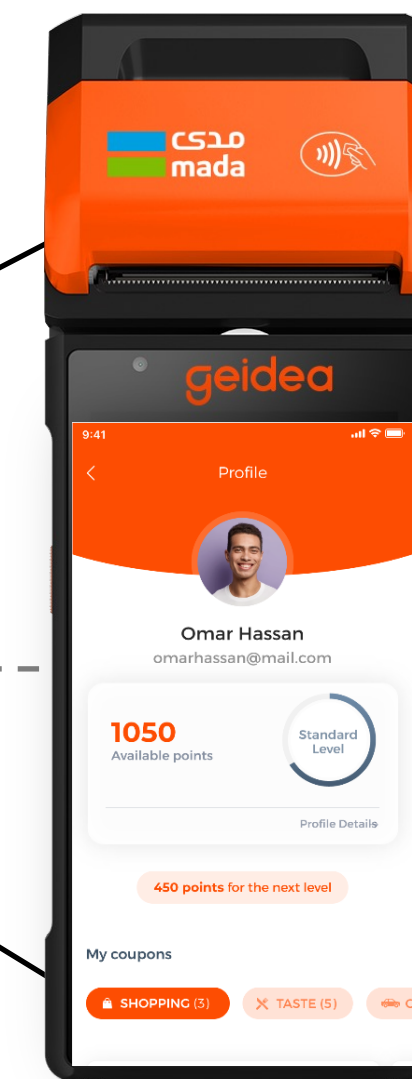 مدى
mada
geidea
9:41
Profile
Omar Hassan
omarhassan@mail.com
1050
Available points
Standard
Level
Profile Details
450 points for the next level
My coupons
SHOPPING (3)
TASTE (5)